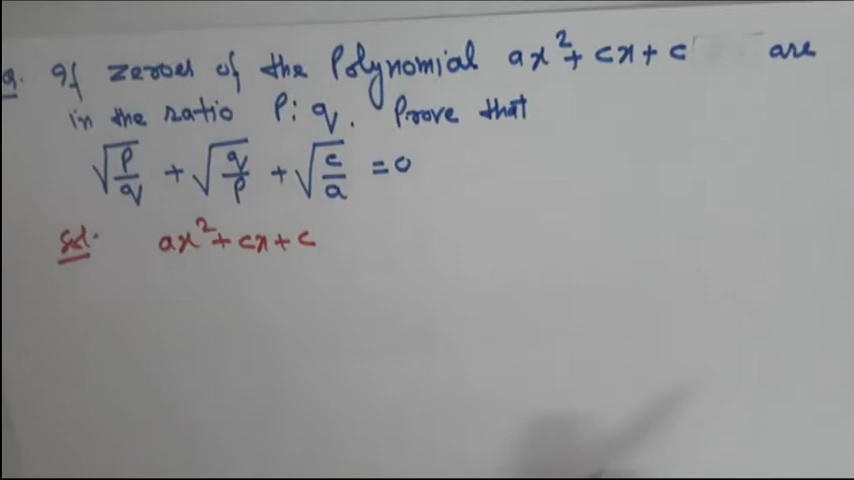 Q. If zeroes of the Polynomial ax²+cx+c are
in the ratio P:q. Prove that
√(P/q) + √(q/P) + √(c/a) = 0
Sol. ax²+cx+c